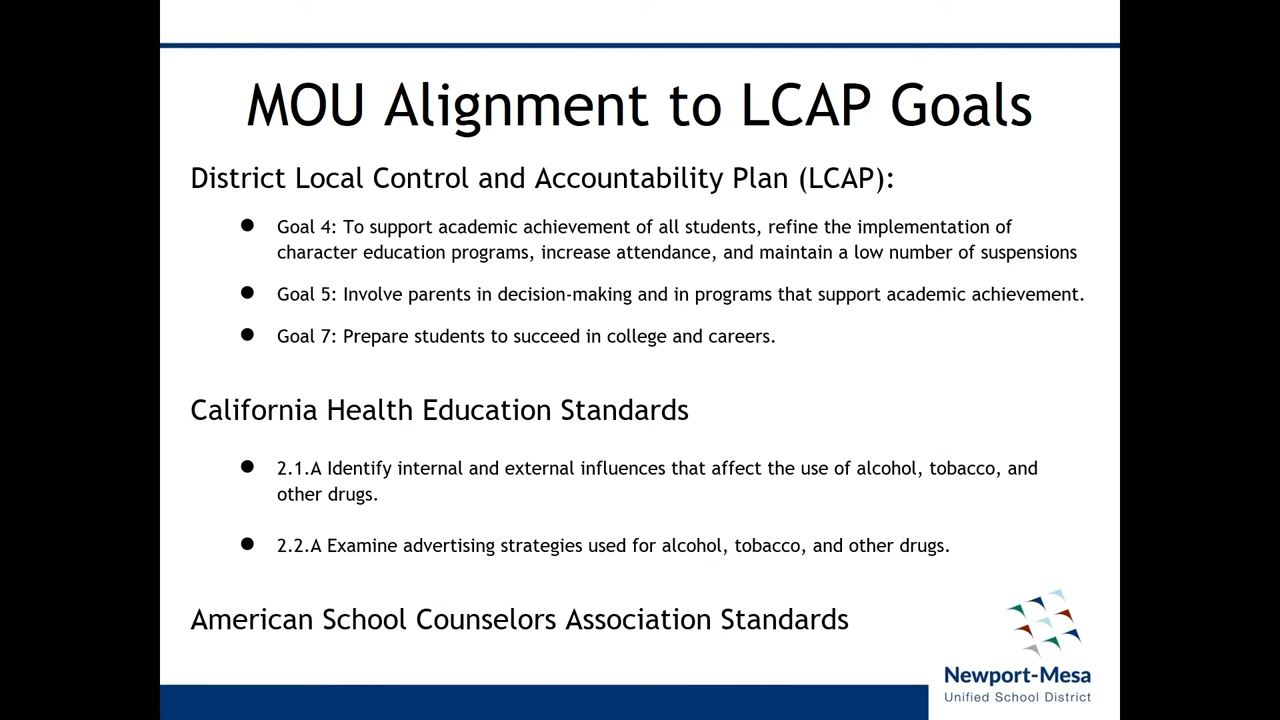 MOU Alignment to LCAP Goals
District Local Control and Accountability Plan (LCAP):
● Goal 4: To support academic achievement of all students, refine the implementation of
character education programs, increase attendance, and maintain a low number of suspensions
● Goal 5: Involve parents in decision-making and in programs that support academic achievement.
● Goal 7: Prepare students to succeed in college and careers.
California Health Education Standards
● 2.1.A Identify internal and external influences that affect the use of alcohol, tobacco, and
other drugs.
● 2.2.A Examine advertising strategies used for alcohol, tobacco, and other drugs.
American School Counselors Association Standards
Newport-Mesa
Unified School District